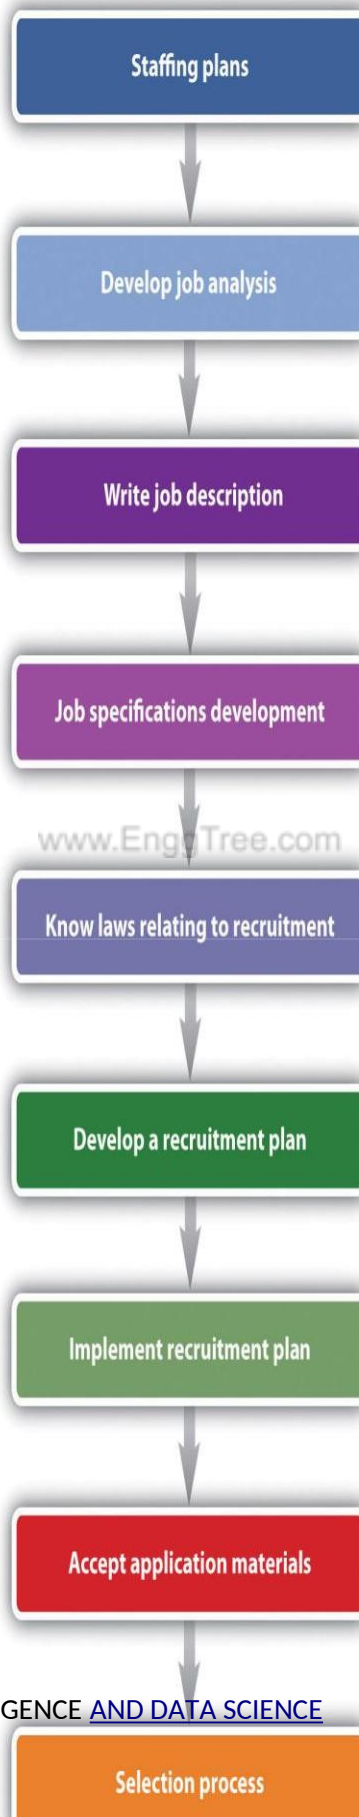 Staffing plans
Develop job analysis
Write job description
Job specifications development
www.EnggTree.com
Know laws relating to recruitment
Develop a recruitment plan
Implement recruitment plan
Accept application materials
GENCE AND DATA SCIENCE
Selection process